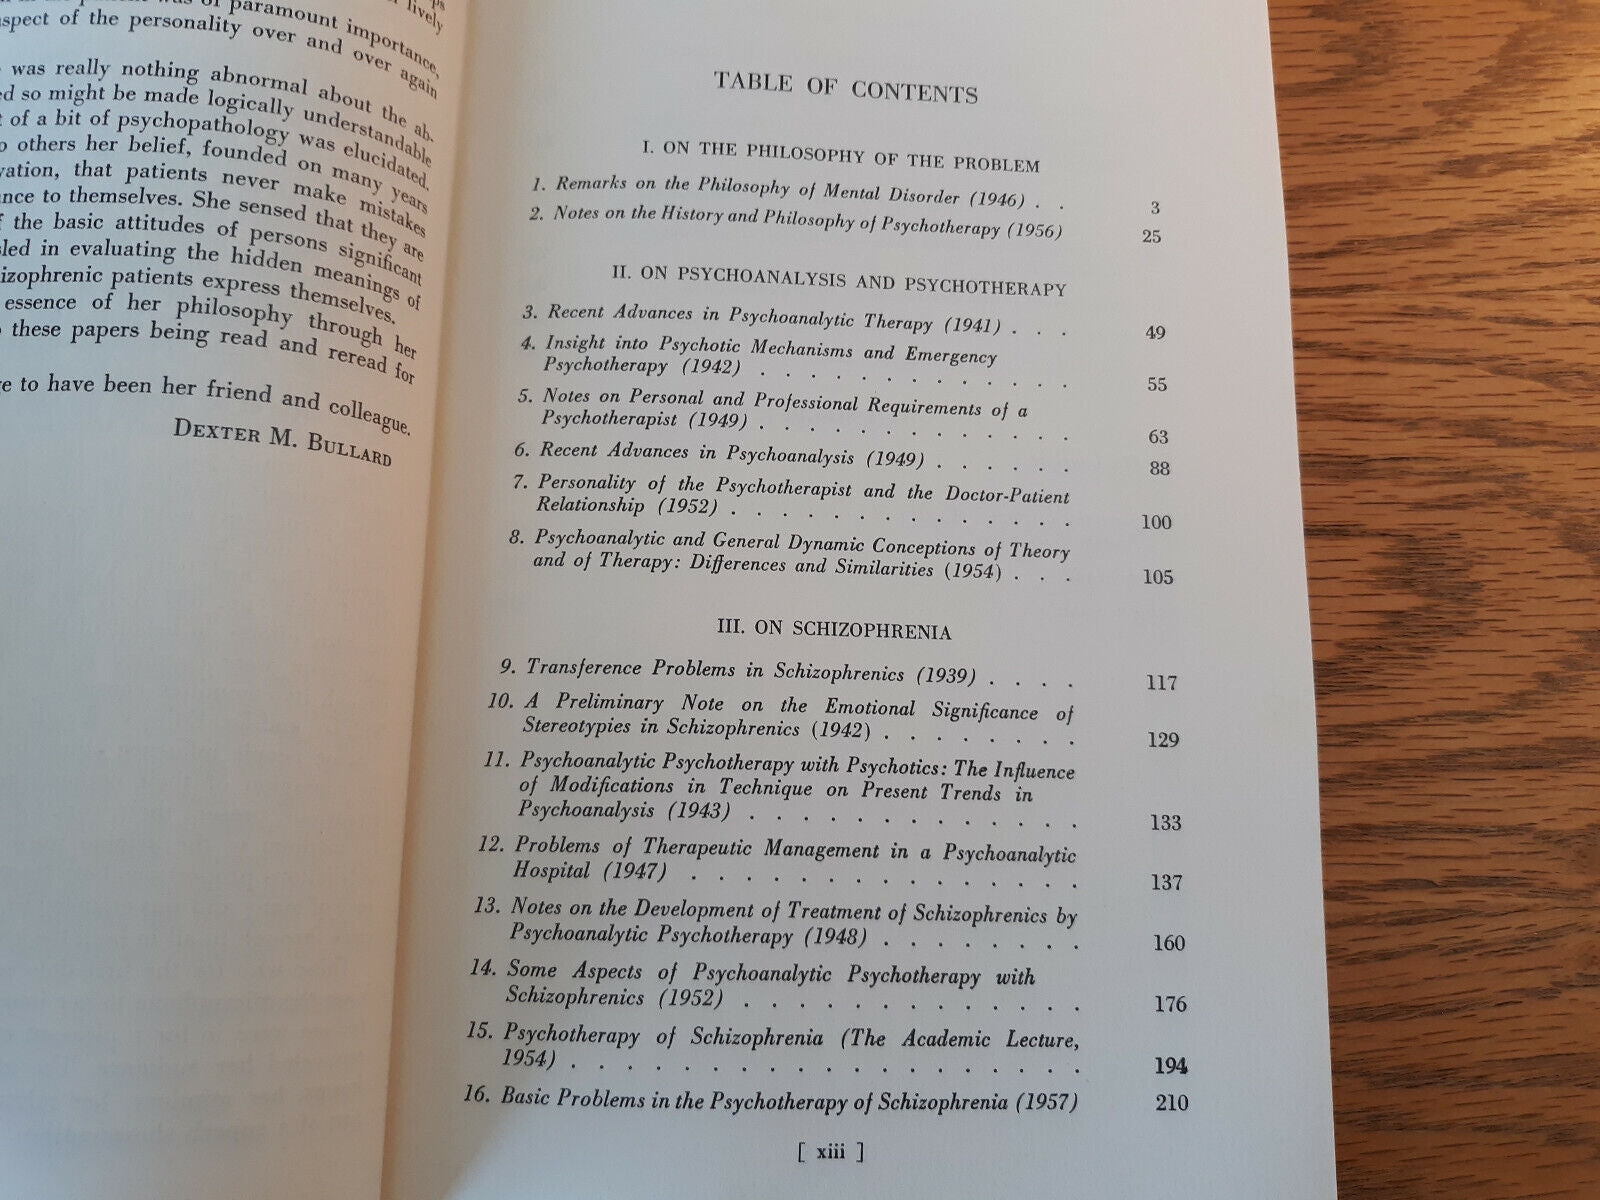 of paramount importance,
lively
aspect of the personality over and over again
was really nothing abnormal about the ab-
so might be made logically understandable
of a bit of psychopathology was elucidated.
others her belief, founded on many years
that patients never make mistakes
to themselves. She sensed that they are
the basic attitudes of persons significant
in evaluating the hidden meanings of
patients express themselves.
essence of her philosophy through her
these papers being read and reread for
to have been her friend and colleague.
DEXTER M. BULLARD
TABLE OF CONTENTS
I. ON THE PHILOSOPHY OF THE PROBLEM
1. Remarks on the Philosophy of Mental Disorder (1946) . . 3
2. Notes on the History and Philosophy of Psychotherapy (1956) 25
II. ON PSYCHOANALYSIS AND PSYCHOTHERAPY
3. Recent Advances in Psychoanalytic Therapy (1941) . . . 49
4. Insight into Psychotic Mechanisms and Emergency
Psychotherapy (1942) . . . . . . . . . . . . . 55
5. Notes on Personal and Professional Requirements of a
Psychotherapist (1949) . . . . . . . . . . . . . 63
6. Recent Advances in Psychoanalysis (1949) . . . . . . 88
7. Personality of the Psychotherapist and the Doctor-Patient
Relationship (1952) . . . . . . . . . . . . . 100
8. Psychoanalytic and General Dynamic Conceptions of Theory
and of Therapy: Differences and Similarities (1954) . . . 105
III. ON SCHIZOPHRENIA
9. Transference Problems in Schizophrenics (1939) . . . . 117
10. A Preliminary Note on the Emotional Significance of
Stereotypies in Schizophrenics (1942) . . . . . . . . 129
11. Psychoanalytic Psychotherapy with Psychotics: The Influence
of Modifications in Technique on Present Trends in
Psychoanalysis (1943) . . . . . . . . . . . . . 133
12. Problems of Therapeutic Management in a Psychoanalytic
Hospital (1947) . . . . . . . . . . . . . . . 137
13. Notes on the Development of Treatment of Schizophrenics by
Psychoanalytic Psychotherapy (1948) . . . . . . . . 160
14. Some Aspects of Psychoanalytic Psychotherapy with
Schizophrenics (1952) . . . . . . . . . . . . . 176
15. Psychotherapy of Schizophrenia (The Academic Lecture,
1954) . . . . . . . . . . . . . . . . . . . 194
16. Basic Problems in the Psychotherapy of Schizophrenia (1957) 210
[ xiii ]